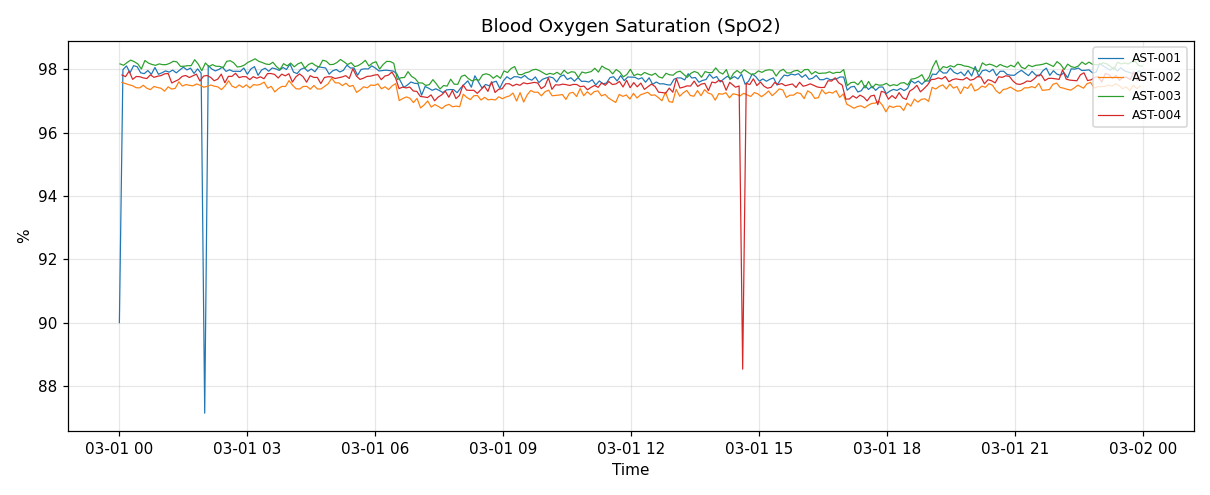 Blood Oxygen Saturation (SpO2)
AST-001
AST-002
AST-003
AST-004
98
96
94
92
90
88
%
03-01 00 03-01 03 03-01 06 03-01 09 03-01 12 03-01 15 03-01 18 03-01 21 03-02 00
Time